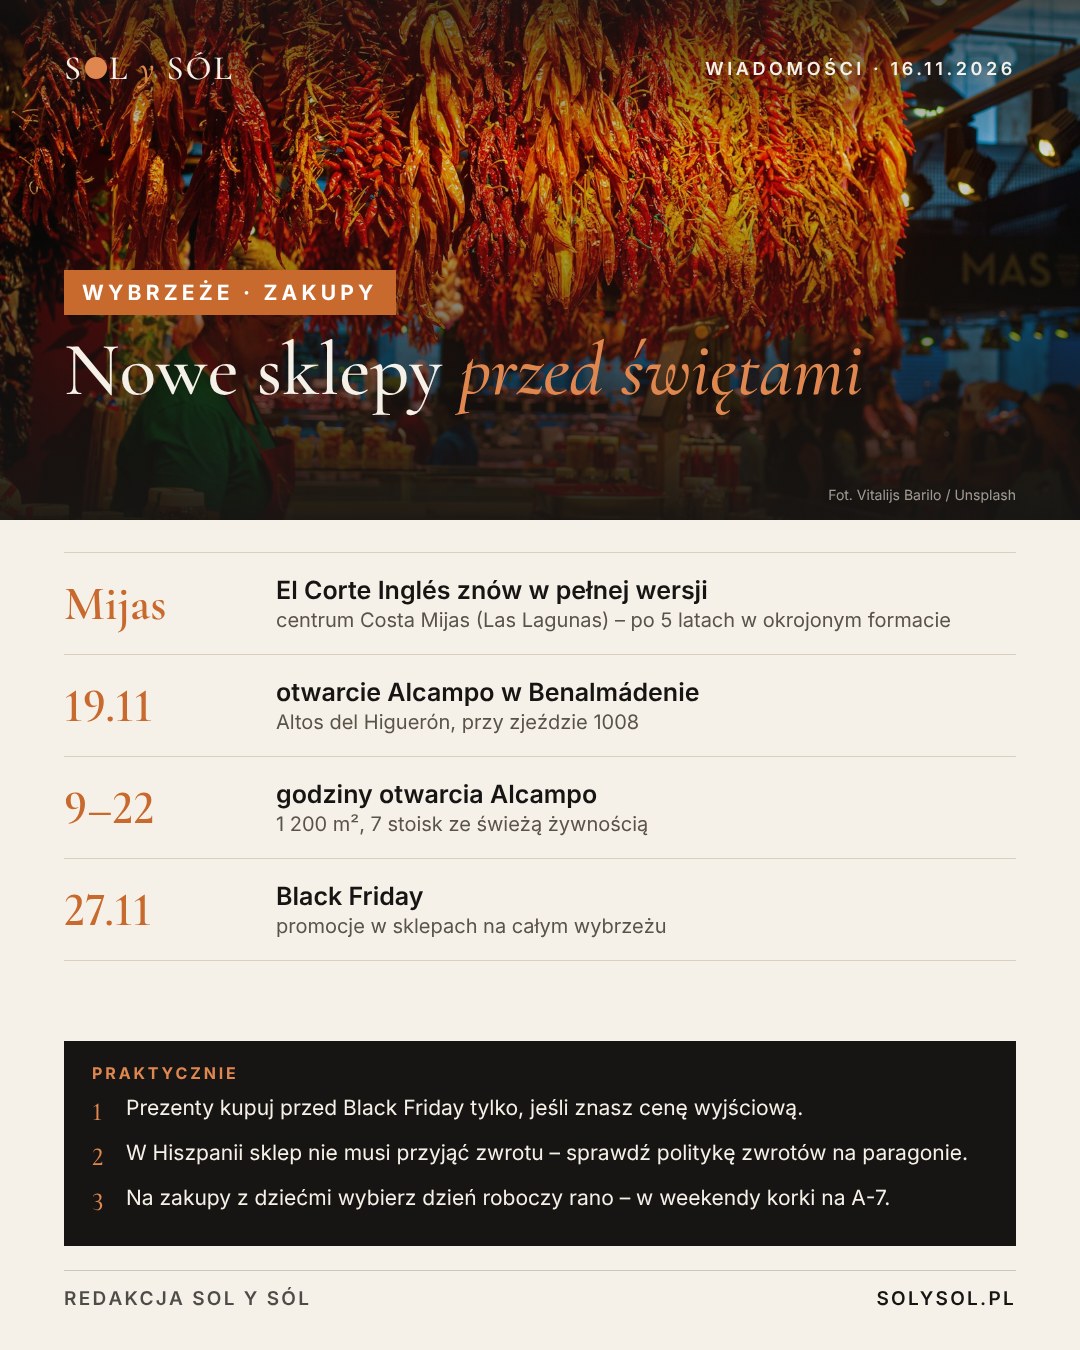 SOL y SÓL
WIADOMOŚCI · 16.11.2026
MAS
WYBRZEŻE · ZAKUPY
Nowe sklepy przed świętami
Fot. Vitalijs Barilo / Unsplash
Mijas
El Corte Inglés znów w pełnej wersji
centrum Costa Mijas (Las Lagunas) – po 5 latach w okrojonym formacie
19.11
otwarcie Alcampo w Benalmádenie
Altos del Higuerón, przy zjeździe 1008
9–22
godziny otwarcia Alcampo
1 200 m², 7 stoisk ze świeżą żywnością
27.11
Black Friday
promocje w sklepach na całym wybrzeżu
PRAKTYCZNIE
1 Prezenty kupuj przed Black Friday tylko, jeśli znasz cenę wyjściową.
2 W Hiszpanii sklep nie musi przyjąć zwrotu – sprawdź politykę zwrotów na paragonie.
3 Na zakupy z dziećmi wybierz dzień roboczy rano – w weekendy korki na A-7.
REDAKCJA SOL Y SÓL
SOLYSOL.PL